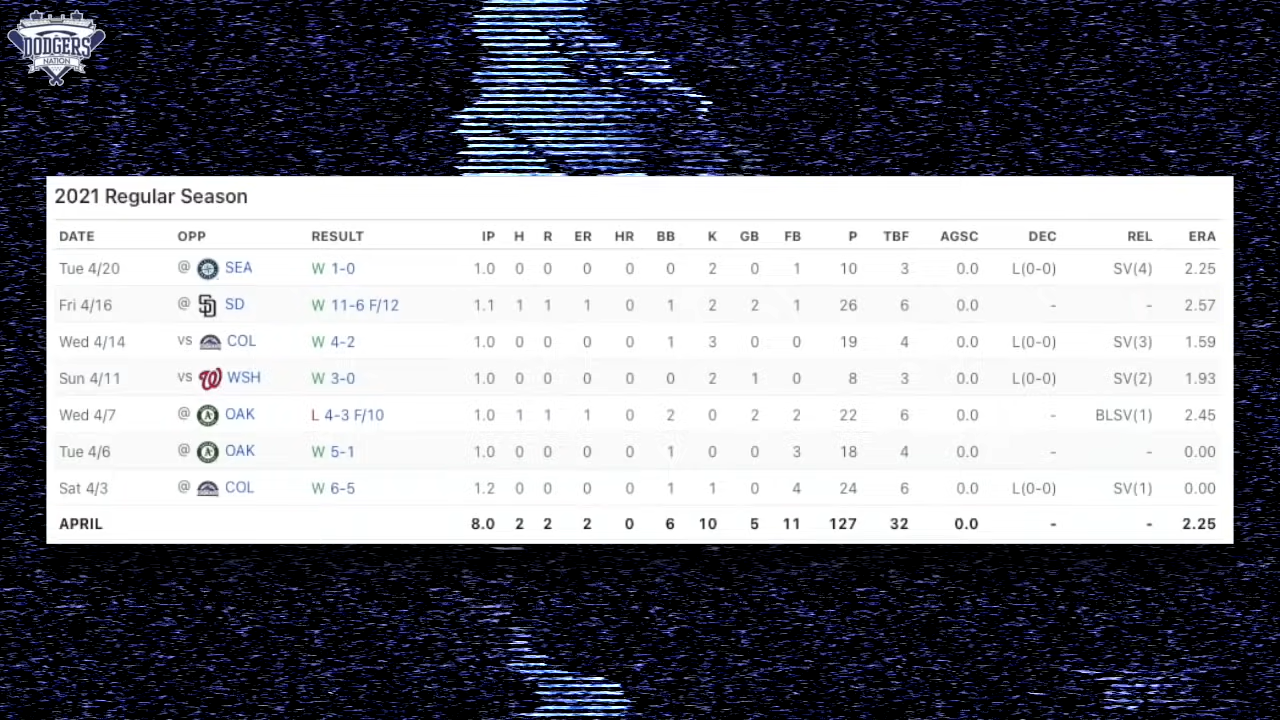 DODGERS
NATION
2021 Regular Season
DATE OPP RESULT IP H R ER HR BB K GB FB P TBF AGSC DEC REL ERA
Tue 4/20 @ SEA W 1-0 1.0 0 0 0 0 0 2 0 1 10 3 0.0 L(0-0) SV(4) 2.25
Fri 4/16 @ SD W 11-6 F/12 1.1 1 1 1 0 1 2 2 1 26 6 0.0 - - 2.57
Wed 4/14 vs COL W 4-2 1.0 0 0 0 0 1 3 0 0 19 4 0.0 L(0-0) SV(3) 1.59
Sun 4/11 vs WSH W 3-0 1.0 0 0 0 0 0 2 1 0 8 3 0.0 L(0-0) SV(2) 1.93
Wed 4/7 @ OAK L 4-3 F/10 1.0 1 1 1 0 2 0 2 2 22 6 0.0 - BLSV(1) 2.45
Tue 4/6 @ OAK W 5-1 1.0 0 0 0 0 1 0 0 3 18 4 0.0 - - 0.00
Sat 4/3 @ COL W 6-5 1.2 0 0 0 0 1 1 0 4 24 6 0.0 L(0-0) SV(1) 0.00
APRIL 8.0 2 2 2 0 6 10 5 11 127 32 0.0 - - 2.25